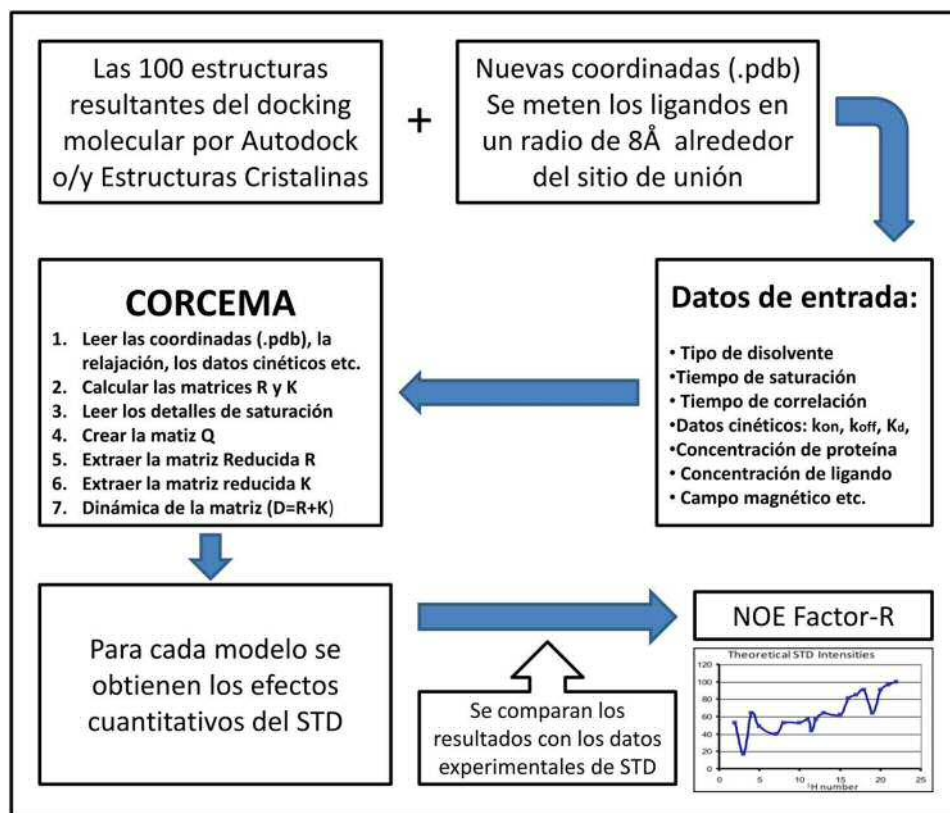 Las 100 estructuras
resultantes del docking
molecular por Autodock
o/y Estructuras Cristalinas
+
Nuevas coordinadas (.pdb)
Se meten los ligandos en
un radio de 8Å alrededor
del sitio de unión
Datos de entrada:
• Tipo de disolvente
•Tiempo de saturación
• Tiempo de correlación
•Datos cinéticos: kon, koff, Kd,
•Concentración de proteína
• Concentración de ligando
• Campo magnético etc.
CORCEMA
1. Leer las coordinadas (.pdb), la
relajación, los datos cinéticos etc.
2. Calcular las matrices R y K
3. Leer los detalles de saturación
4. Crear la matiz Q
5. Extraer la matriz Reducida R
6. Extraer la matriz reducida K
7. Dinámica de la matriz (D=R+K)
Para cada modelo se
obtienen los efectos
cuantitativos del STD
Se comparan los
resultados con los datos
experimentales de STD
NOE Factor-R
Theoretical STD Intensities
120
100
80
60
40
20
0
0 5 10 15 20 25
¹H number